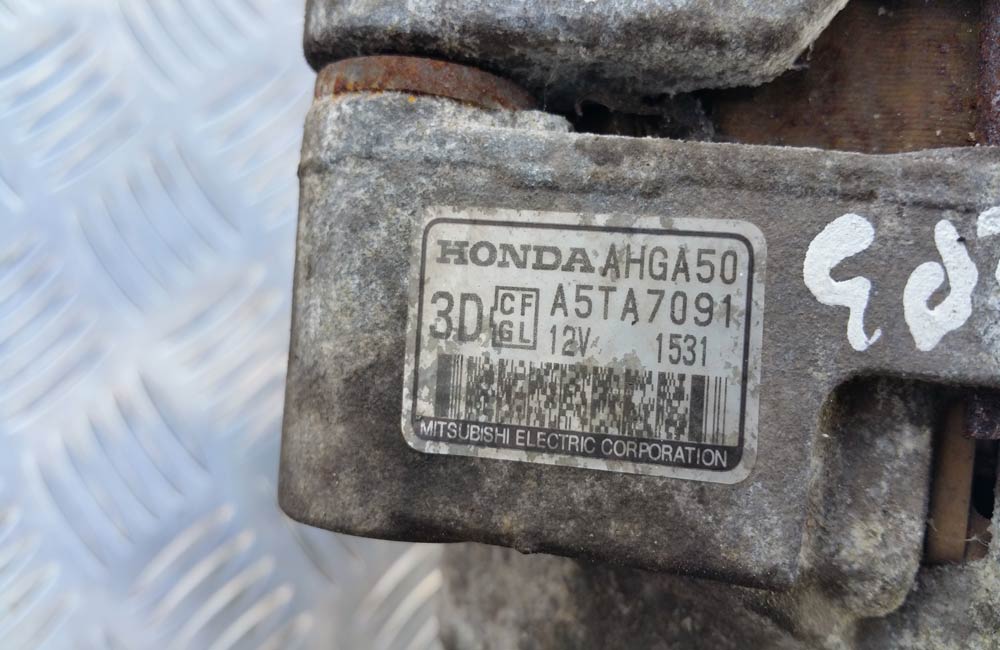 HONDA AHGA50
3D CF GL A5TA7091
12V 1531
MITSUBISHI ELECTRIC CORPORATION